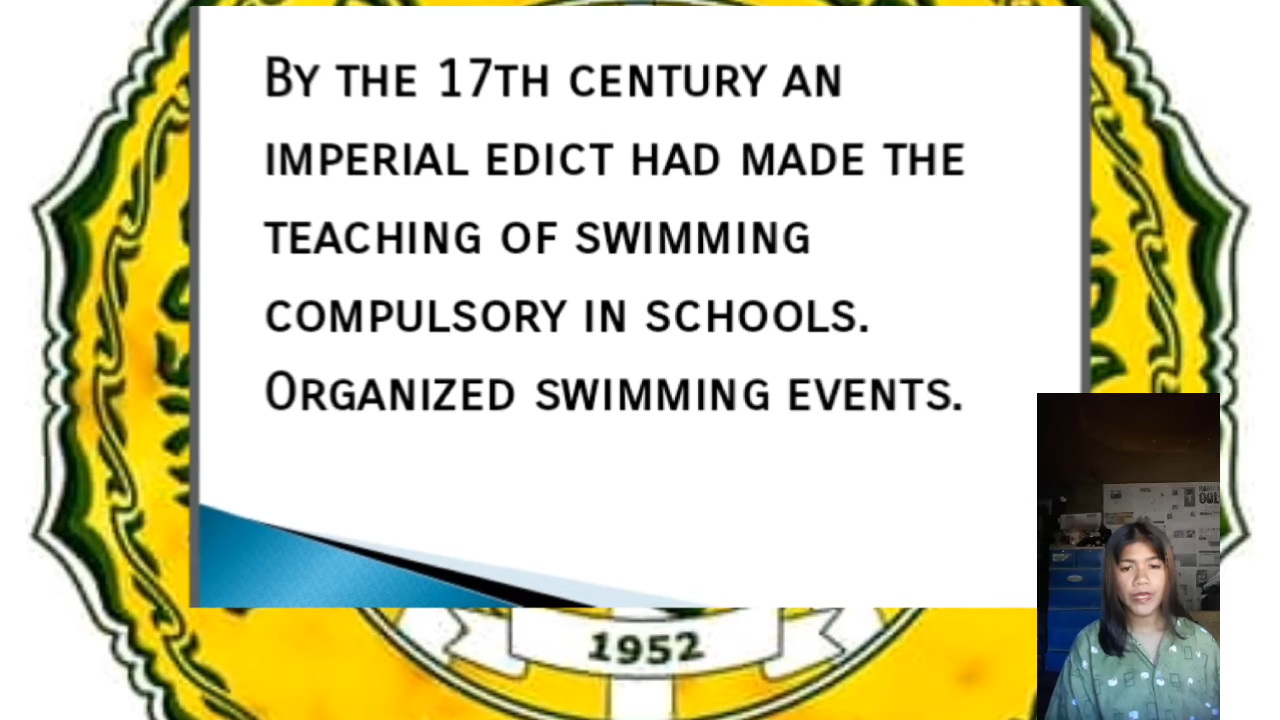 By the 17th century an
imperial edict had made the
teaching of swimming
compulsory in schools.
Organized swimming events.
1952